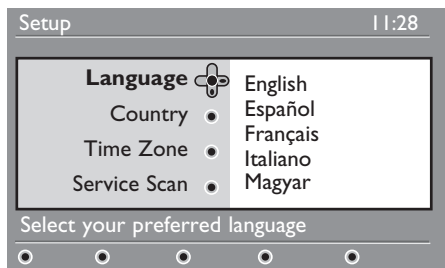 Setup 11:28
Language
Country
Time Zone
Service Scan
English
Español
Français
Italiano
Magyar
Select your preferred language